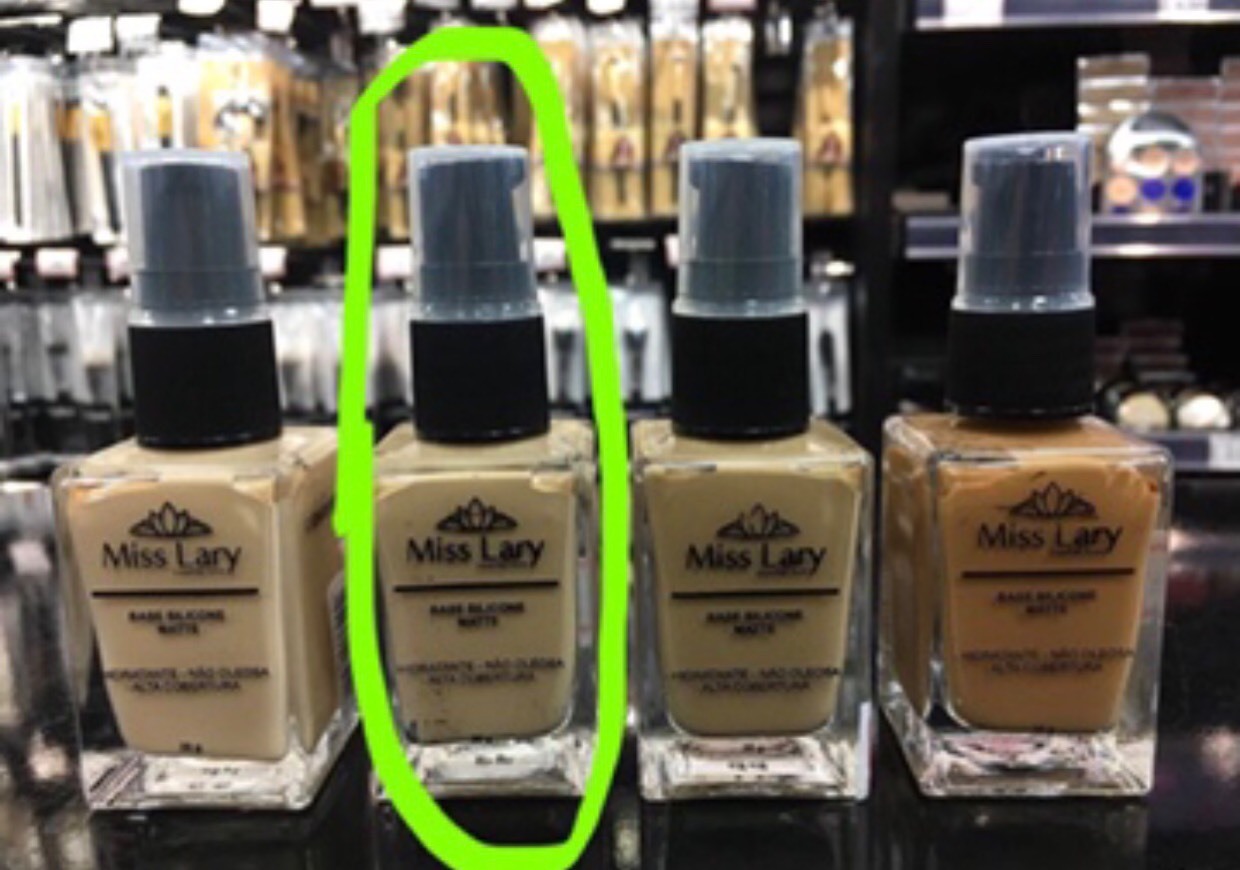 Miss Lary
BASE SILICONE
MATTE
HIDRATANTE - NÃO OLEOSA
ALTA COBERTURA
Miss Lary
BASE SILICONE
MATTE
HIDRATANTE - NÃO OLEOSA
ALTA COBERTURA
Miss Lary
BASE SILICONE
MATTE
HIDRATANTE - NÃO OLEOSA
ALTA COBERTURA
Miss Lary
BASE SILICONE
MATTE
HIDRATANTE - NÃO OLEOSA
ALTA COBERTURA